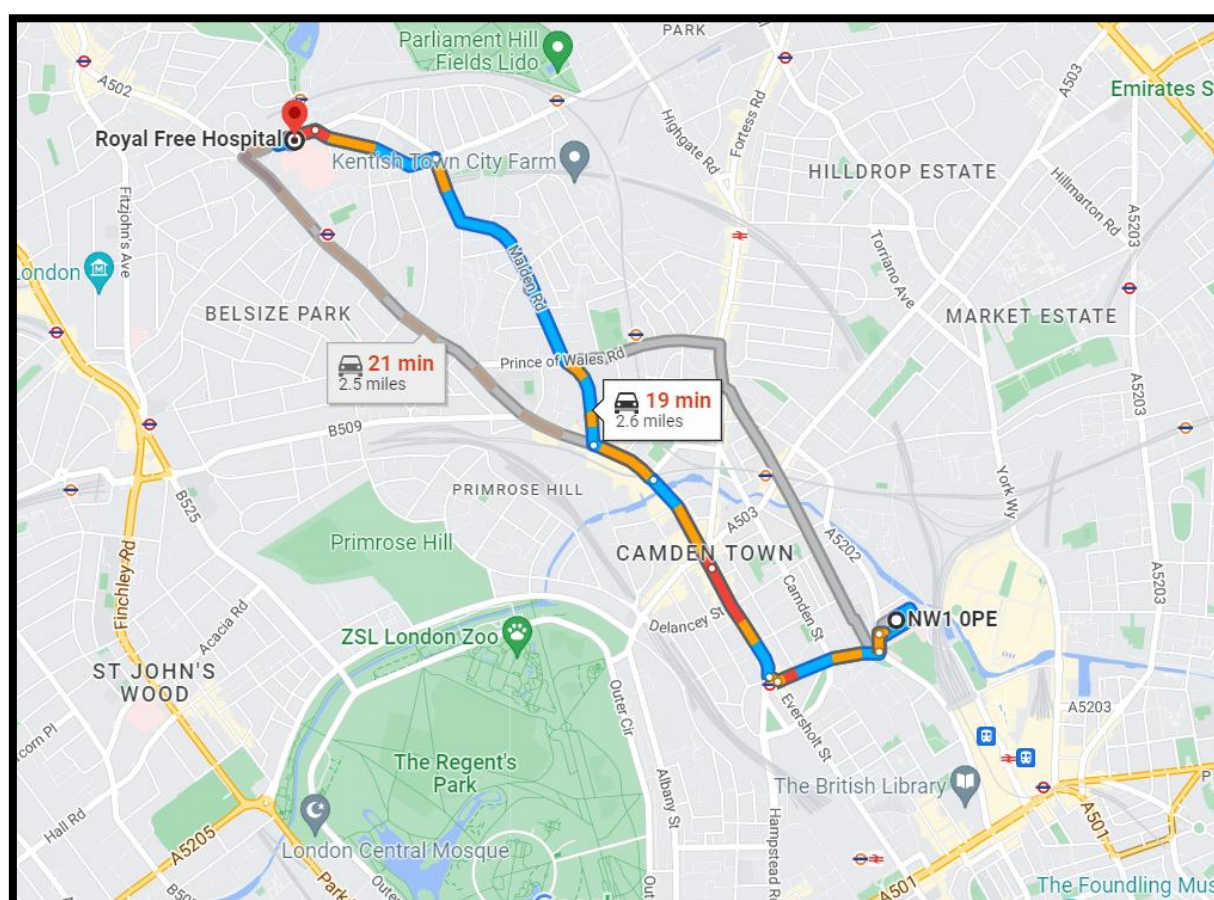 PARK
Parliament Hill
Fields Lido
A502
A503
Emirates S
Royal Free Hospital
Highgate Rd
Fortess Rd
Kentish Town City Farm
HILLDROP ESTATE
Hillmarton Rd
A5203
Fitzjohn's Ave
London
Malden Rd
Torriano Ave
BELSIZE PARK
MARKET ESTATE
Prince of Wales Rd
21 min
2.5 miles
19 min
2.6 miles
A5203
B509
B525
PRIMROSE HILL
York Wy
A503
Primrose Hill
CAMDEN TOWN
A5202
Finchley Rd
A5203
Camden St
Acacia Rd
Delancey St
NW1 0PE
ZSL London Zoo
ST JOHN'S
WOOD
Outer Cir
Eversholt St
A5203
The Regent's
Park
Albany St
The British Library
Hall Rd
A5205
London Central Mosque
Hampstead Rd
A501
Park
Outer
A501
The Foundling Mus